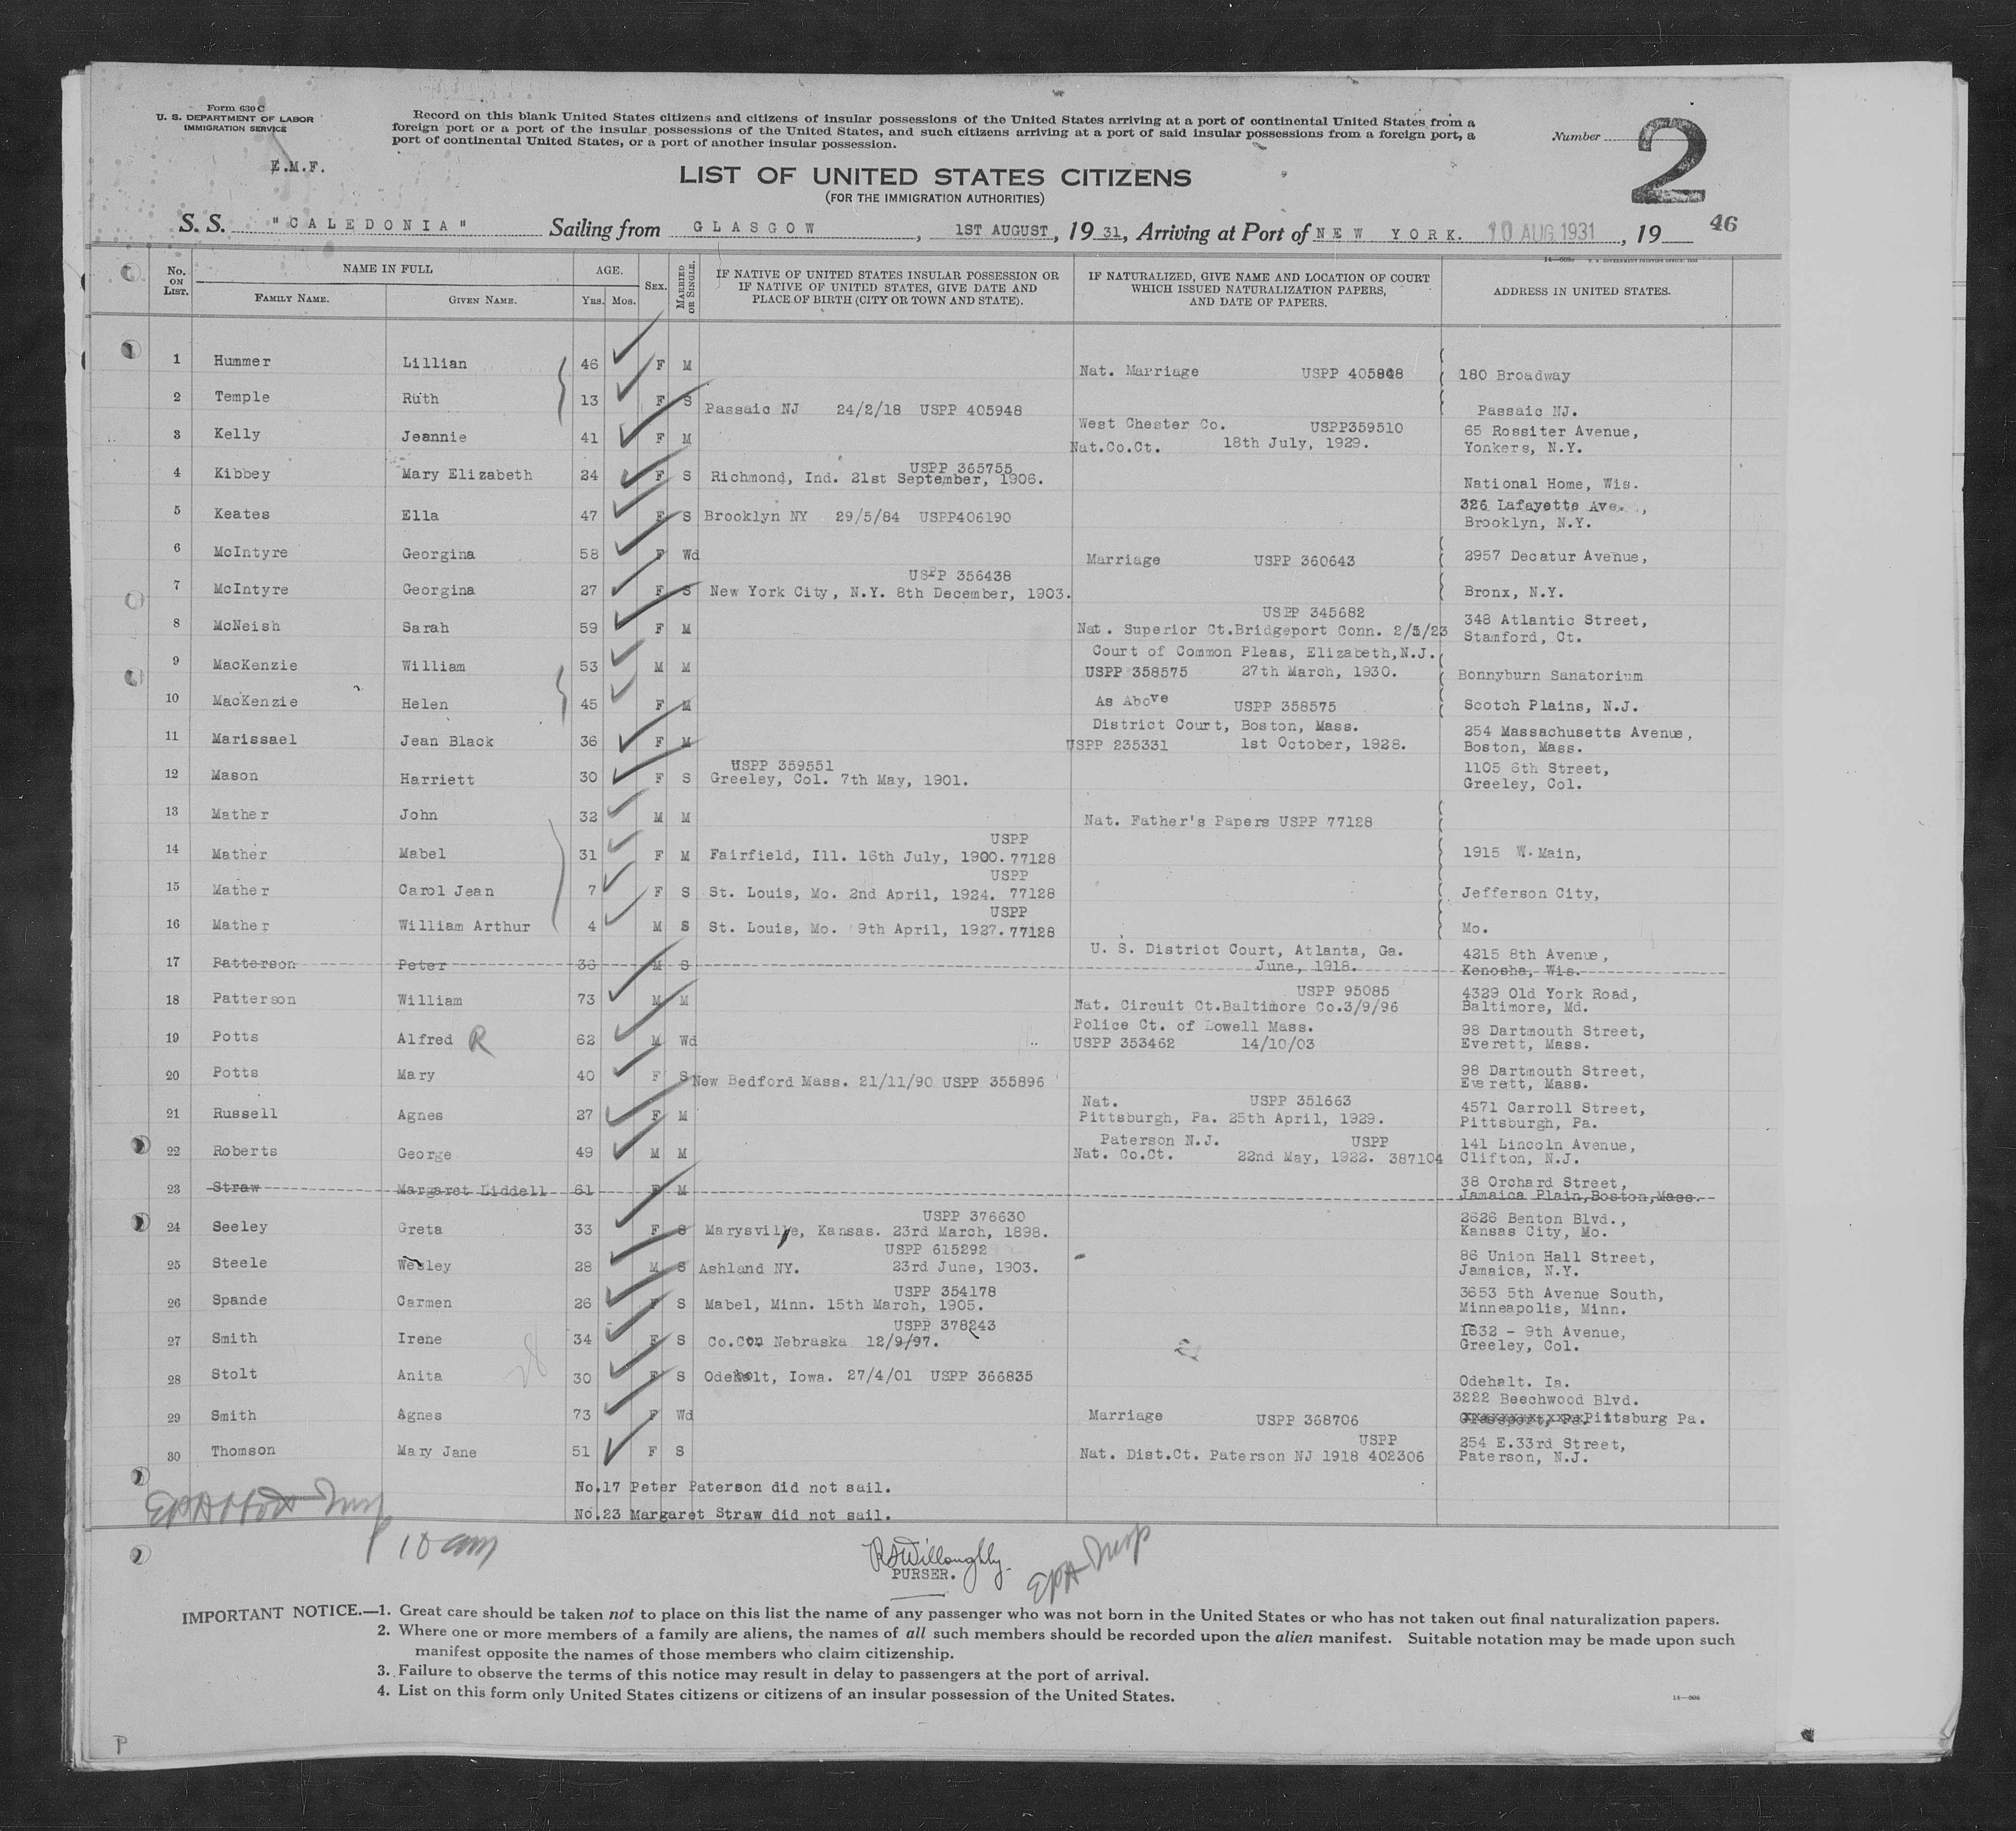 Form 630 C
U. S. DEPARTMENT OF LABOR
IMMIGRATION SERVICE
E.M.F.
Record on this blank United States citizens and citizens of insular possessions of the United States arriving at a port of continental United States from a
foreign port or a port of the insular possessions of the United States, and such citizens arriving at a port of said insular possessions from a foreign port, a
port of continental United States, or a port of another insular possession.
Number 2
LIST OF UNITED STATES CITIZENS
(FOR THE IMMIGRATION AUTHORITIES)
S. S. "CALEDONIA" Sailing from GLASGOW, 1ST AUGUST, 1931, Arriving at Port of NEW YORK. 10 AUG 1931, 19 46
No. ON LIST. NAME IN FULL AGE. SEX. MARRIED OR SINGLE. IF NATIVE OF UNITED STATES INSULAR POSSESSION OR IF NATIVE OF UNITED STATES, GIVE DATE AND PLACE OF BIRTH (CITY OR TOWN AND STATE). IF NATURALIZED, GIVE NAME AND LOCATION OF COURT WHICH ISSUED NATURALIZATION PAPERS, AND DATE OF PAPERS. ADDRESS IN UNITED STATES.
FAMILY NAME. GIVEN NAME. YRS. MOS.
1 Hummer Lillian 46 F M Nat. Marriage USPP 405948 180 Broadway
2 Temple Ruth 13 F S Passaic NJ 24/2/18 USPP 405948 Passaic NJ.
3 Kelly Jeannie 41 F M West Chester Co. USPP359510 65 Rossiter Avenue,
Nat.Co.Ct. 18th July, 1929. Yonkers, N.Y.
USPP 365755
4 Kibbey Mary Elizabeth 24 F S Richmond, Ind. 21st September, 1906. National Home, Wis.
5 Keates Ella 47 F S Brooklyn NY 29/5/84 USPP406190 326 Lafayette Ave.,
Brooklyn, N.Y.
6 McIntyre Georgina 58 F Wd Marriage USPP 360643 2957 Decatur Avenue,
USPP 356438
7 McIntyre Georgina 27 F S New York City, N.Y. 8th December, 1903. Bronx, N.Y.
USPP 345682 348 Atlantic Street,
8 McNeish Sarah 59 F M Nat. Superior Ct.Bridgeport Conn. 2/5/23 Stamford, Ct.
Court of Common Pleas, Elizabeth,N.J.
9 MacKenzie William 53 M M USPP 358575 27th March, 1930. Bonnyburn Sanatorium
10 MacKenzie Helen 45 F M As Above USPP 358575 Scotch Plains, N.J.
District Court, Boston, Mass. 254 Massachusetts Avenue,
11 Marissael Jean Black 36 F M USPP 235331 1st October, 1928. Boston, Mass.
USPP 359551 1105 6th Street,
12 Mason Harriett 30 F S Greeley, Col. 7th May, 1901. Greeley, Col.
13 Mather John 32 M M Nat. Father's Papers USPP 77128
USPP
14 Mather Mabel 31 F M Fairfield, Ill. 16th July, 1900. 77128 1915 W. Main,
USPP
15 Mather Carol Jean 7 F S St. Louis, Mo. 2nd April, 1924. 77128 Jefferson City,
USPP
16 Mather William Arthur 4 M S St. Louis, Mo. 9th April, 1927. 77128 Mo.
U. S. District Court, Atlanta, Ga. 4215 8th Avenue,
17 Patterson Peter 36 M S June, 1918. Kenosha, Wis.
USPP 95085 4329 Old York Road,
18 Patterson William 73 M M Nat. Circuit Ct.Baltimore Co.3/9/96 Baltimore, Md.
Police Ct. of Lowell Mass. 98 Dartmouth Street,
19 Potts Alfred R 62 M Wd USPP 353462 14/10/03 Everett, Mass.
98 Dartmouth Street,
20 Potts Mary 40 F S New Bedford Mass. 21/11/90 USPP 355896 Everett, Mass.
Nat. USPP 351663 4571 Carroll Street,
21 Russell Agnes 27 F M Pittsburgh, Pa. 25th April, 1929. Pittsburgh, Pa.
Paterson N.J. USPP 141 Lincoln Avenue,
22 Roberts George 49 M M Nat. Co.Ct. 22nd May, 1922. 387104 Clifton, N.J.
38 Orchard Street,
23 Straw Margaret Liddell 61 F M Jamaica Plain,Boston,Mass.
USPP 376630 2626 Benton Blvd.,
24 Seeley Greta 33 F S Marysville, Kansas. 23rd March, 1898. Kansas City, Mo.
USPP 615292 86 Union Hall Street,
25 Steele Wesley 28 M S Ashland NY. 23rd June, 1903. Jamaica, N.Y.
USPP 354178 3653 5th Avenue South,
26 Spande Carmen 26 F S Mabel, Minn. 15th March, 1905. Minneapolis, Minn.
USPP 378243 1632 - 9th Avenue,
27 Smith Irene 34 F S Co. Nebraska 12/9/97. Greeley, Col.
28 Stolt Anita 30 F S Odebolt, Iowa. 27/4/01 USPP 366835 Odehalt. Ia.
3222 Beechwood Blvd.
29 Smith Agnes 73 F Wd Marriage USPP 368706 Pittsburg Pa.
USPP 254 E.33rd Street,
30 Thomson Mary Jane 51 F S Nat. Dist.Ct. Paterson NJ 1918 402306 Paterson, N.J.
No.17 Peter Paterson did not sail.
No.23 Margaret Straw did not sail.
10 am
R Willoughby.
PURSER.
IMPORTANT NOTICE.—1. Great care should be taken not to place on this list the name of any passenger who was not born in the United States or who has not taken out final naturalization papers.
2. Where one or more members of a family are aliens, the names of all such members should be recorded upon the alien manifest. Suitable notation may be made upon such
manifest opposite the names of those members who claim citizenship.
3. Failure to observe the terms of this notice may result in delay to passengers at the port of arrival.
4. List on this form only United States citizens or citizens of an insular possession of the United States.
P